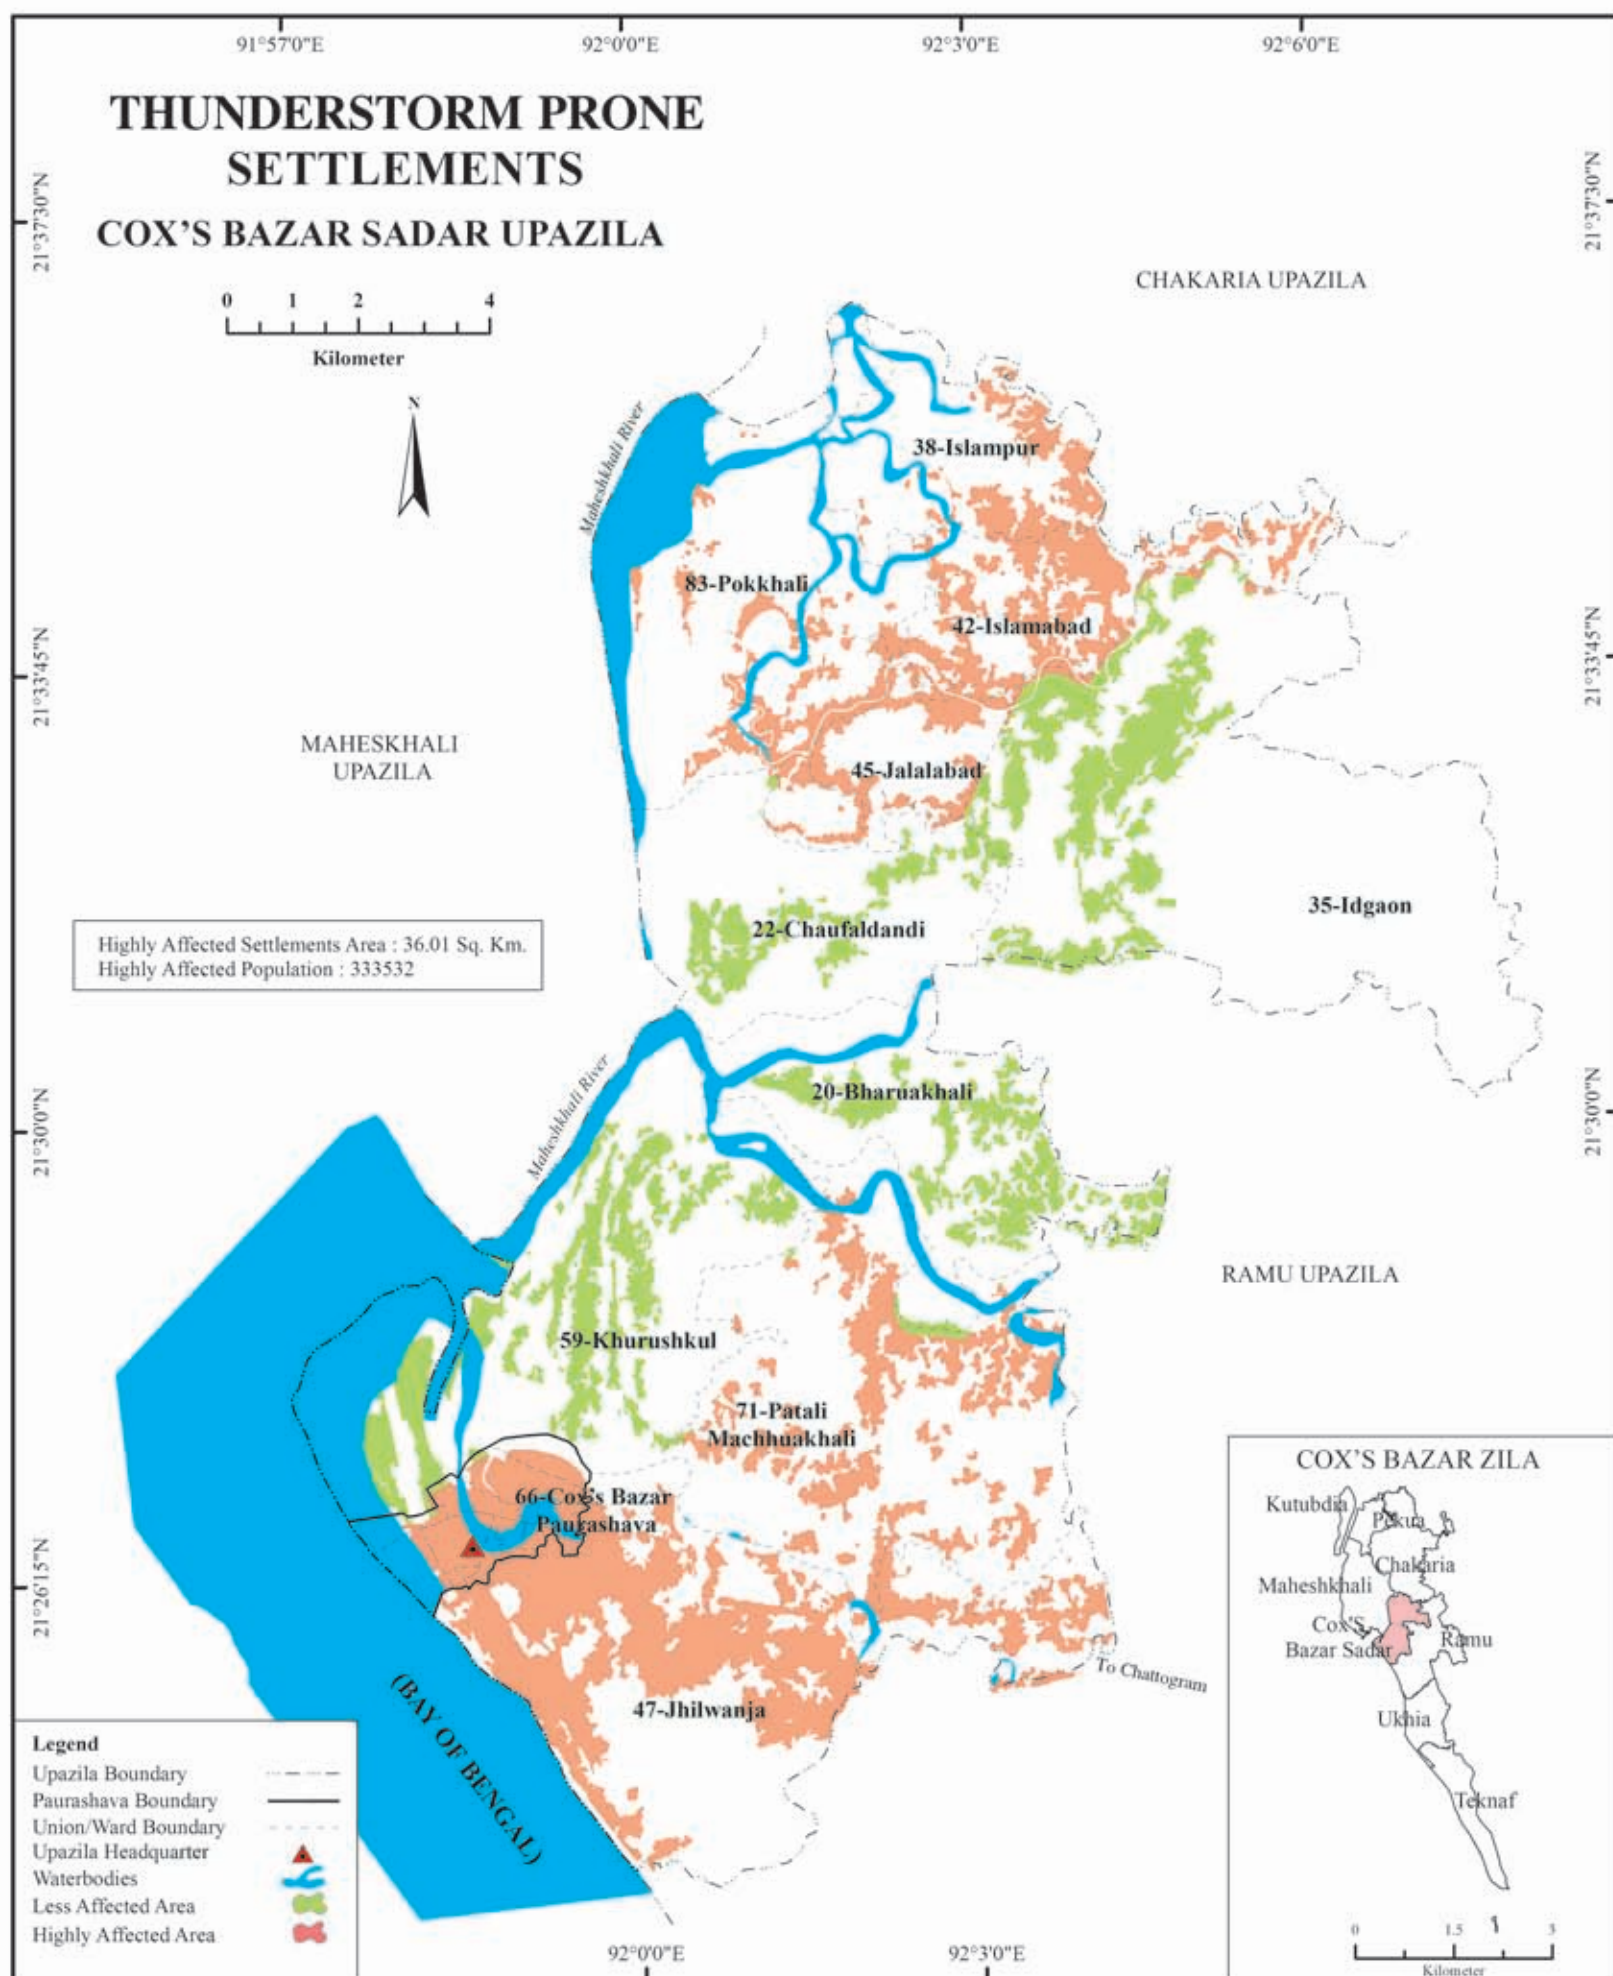 91°57'0"E
92°0'0"E
92°3'0"E
92°6'0"E
THUNDERSTORM PRONE
SETTLEMENTS
COX'S BAZAR SADAR UPAZILA
21°37'30"N
21°37'30"N
0 1 2 4
Kilometer
N
CHAKARIA UPAZILA
Maheshkhali River
38-Islampur
83-Pokkhali
42-Islamabad
21°33'45"N
21°33'45"N
MAHESKHALI
UPAZILA
45-Jalalabad
35-Idgaon
22-Chaufaldandi
Highly Affected Settlements Area : 36.01 Sq. Km.
Highly Affected Population : 333532
Maheshkhali River
20-Bharuakhali
21°30'0"N
21°30'0"N
RAMU UPAZILA
59-Khurushkul
71-Patali
Machhuakhali
66-Cox's Bazar
Paurashava
21°26'15"N
47-Jhilwanja
To Chattogram
(BAY OF BENGAL)
COX'S BAZAR ZILA
Kutubdia
Pekua
Chakaria
Maheshkhali
Cox'S
Bazar Sadar
Ramu
Ukhia
Teknaf
0 1.5 3
Kilometer
Legend
Upazila Boundary
Paurashava Boundary
Union/Ward Boundary
Upazila Headquarter
Waterbodies
Less Affected Area
Highly Affected Area
92°0'0"E
92°3'0"E